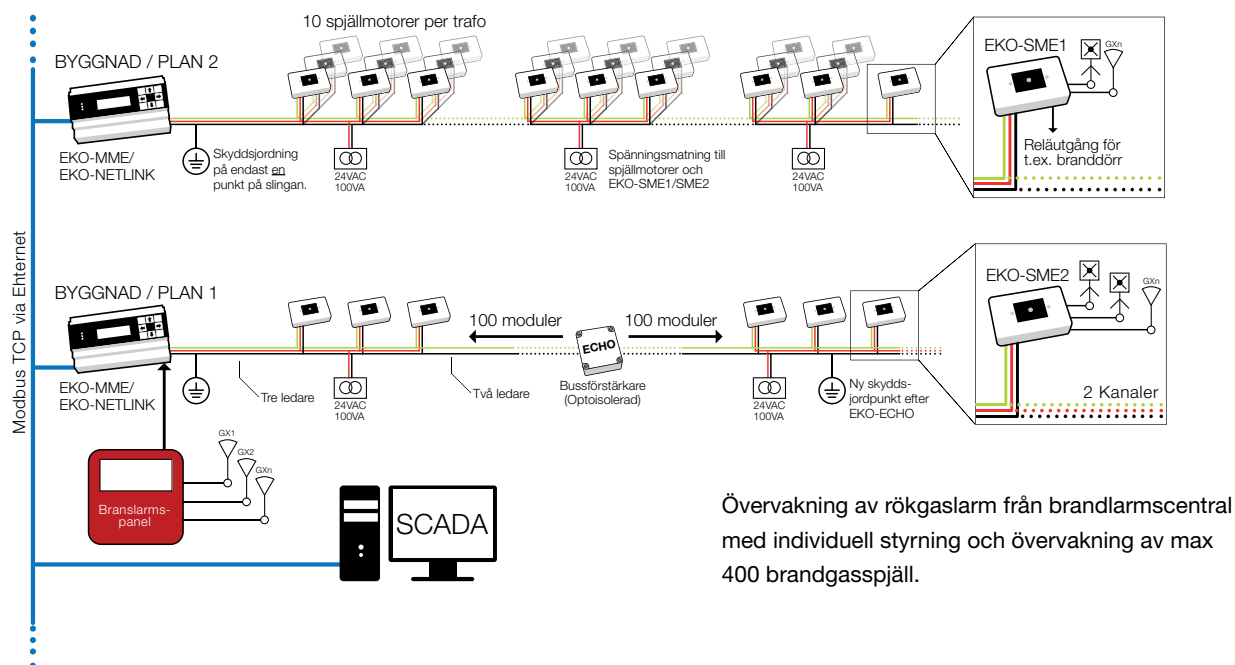 10 spjällmotorer per trafo
BYGGNAD / PLAN 2
EKO-MME/
EKO-NETLINK
Skyddsjordning
på endast en
punkt på slingan.
24VAC
100VA
24VAC
100VA
Spänningsmatning till
spjällmotorer och
EKO-SME1/SME2
24VAC
100VA
EKO-SME1
GXn
Reläutgång för
t.ex. branddörr
Modbus TCP via Ehternet
BYGGNAD / PLAN 1
EKO-MME/
EKO-NETLINK
Tre ledare
24VAC
100VA
Två ledare
100 moduler
ECHO
100 moduler
Bussförstärkare
(Optoisolerad)
24VAC
100VA
Ny skydds-
jordpunkt efter
EKO-ECHO
EKO-SME2
GXn
2 Kanaler
Branslarms-
panel
GX1
GX2
GXn
SCADA
Övervakning av rökgaslarm från brandlarmscentral
med individuell styrning och övervakning av max
400 brandgasspjäll.